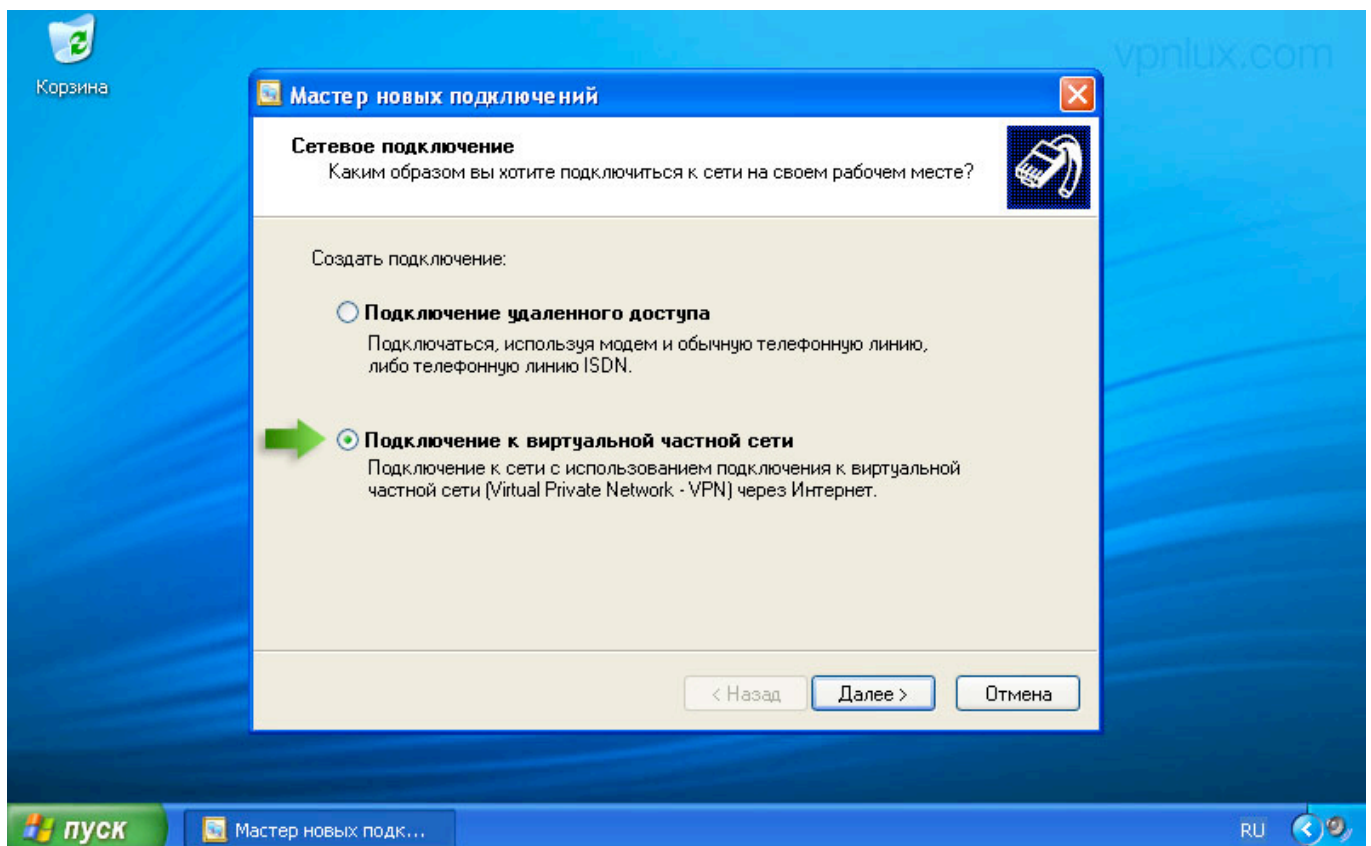 vpnlux.com
Корзина
Мастер новых подключений
Сетевое подключение
Каким образом вы хотите подключиться к сети на своем рабочем месте?
Создать подключение:
Подключение удаленного доступа
Подключаться, используя модем и обычную телефонную линию,
либо телефонную линию ISDN.
Подключение к виртуальной частной сети
Подключение к сети с использованием подключения к виртуальной
частной сети (Virtual Private Network - VPN) через Интернет.
< Назад
Далее >
Отмена
пуск
Мастер новых подк...
RU